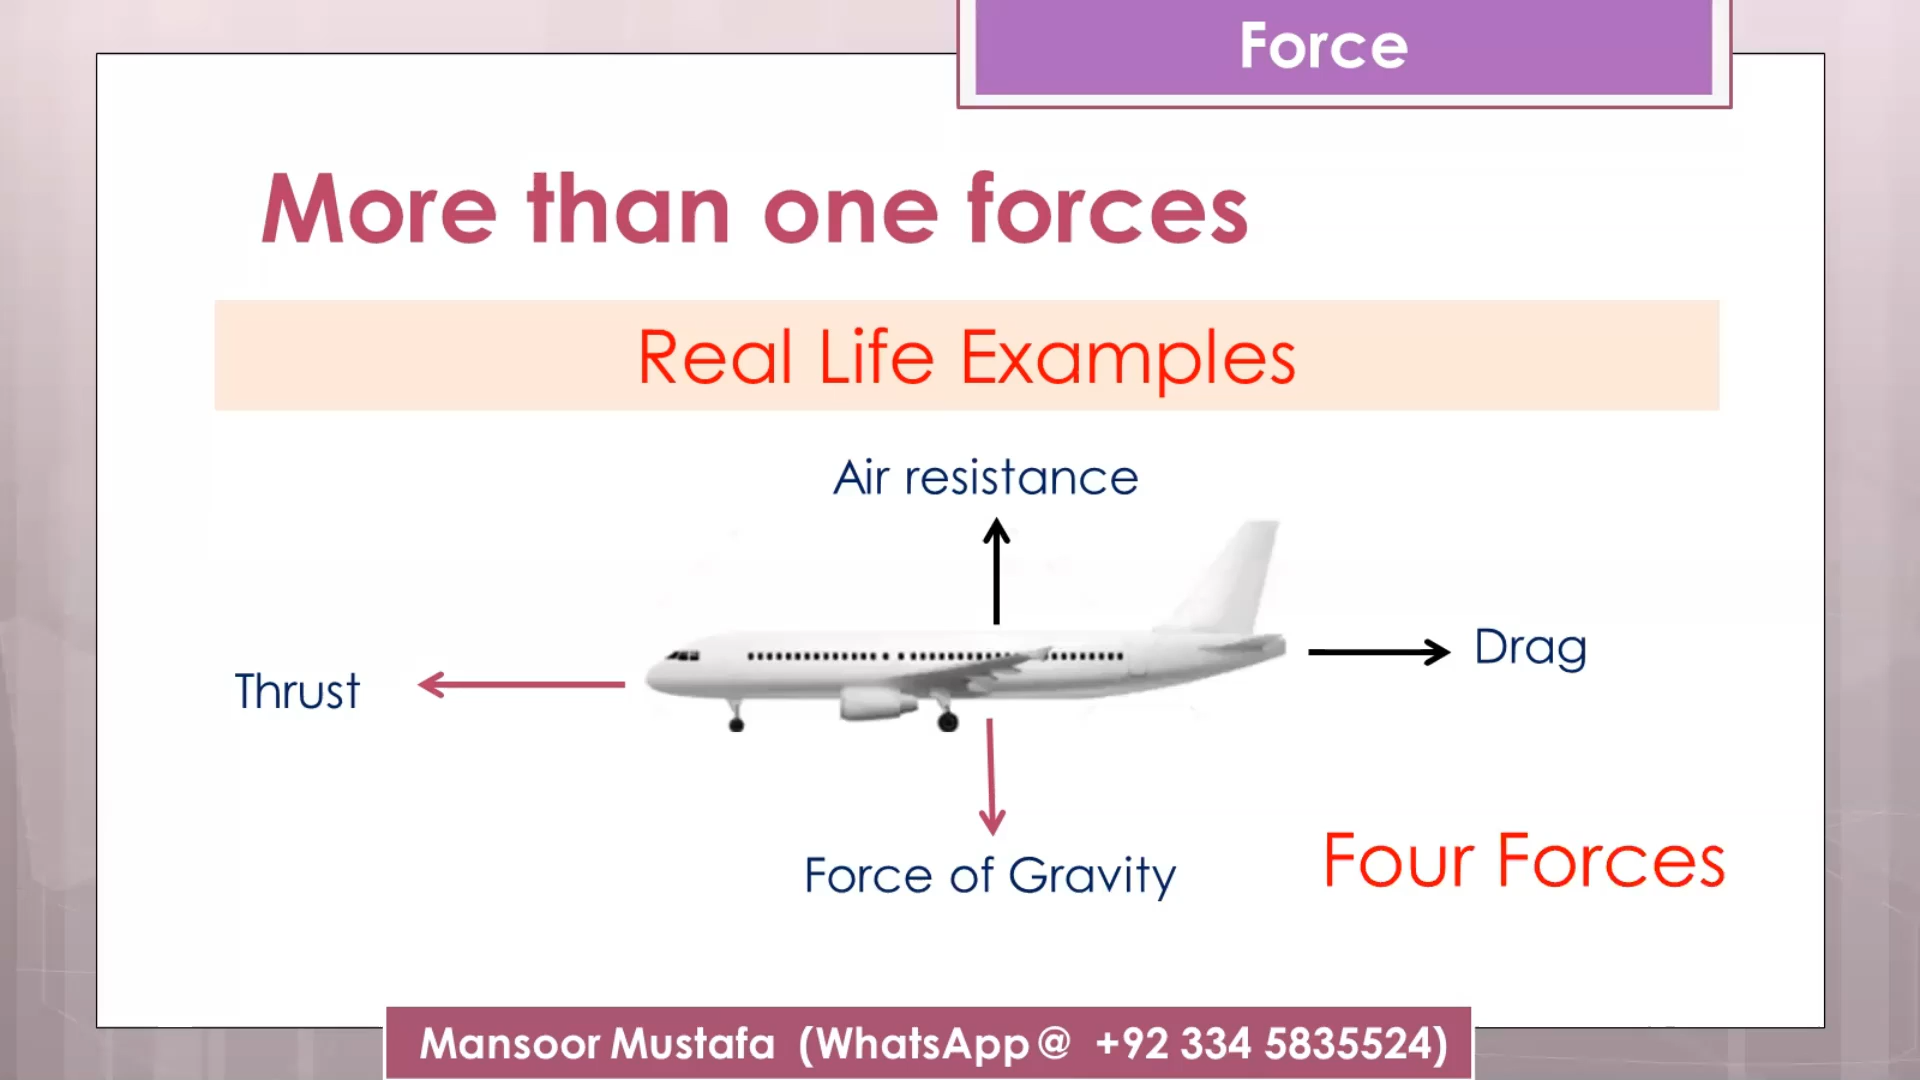 Force
More than one forces
Real Life Examples
Air resistance
Drag
Thrust
Force of Gravity
Four Forces
Mansoor Mustafa (WhatsApp@ +92 334 5835524)